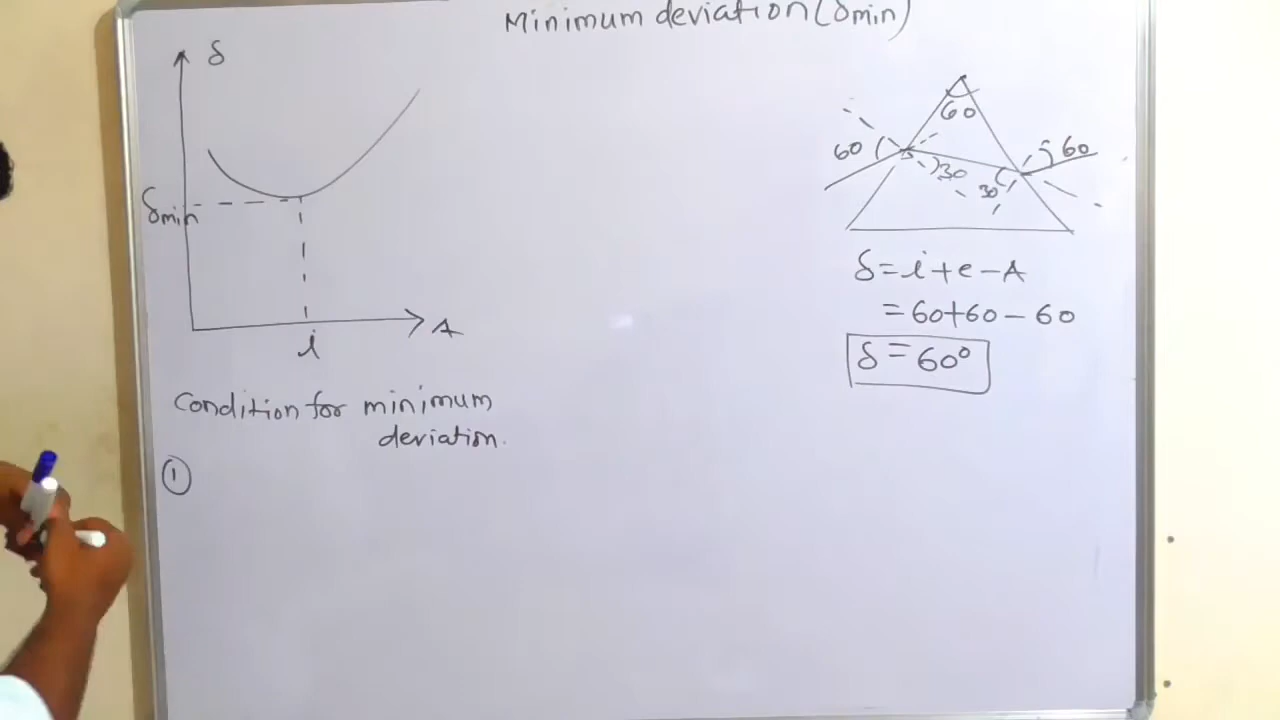 Minimum deviation (δmin)
δ
δmin
A
i
60
60
60
30
30
δ = i + e - A
= 60 + 60 - 60
δ = 60°
Condition for minimum
deviation.
①